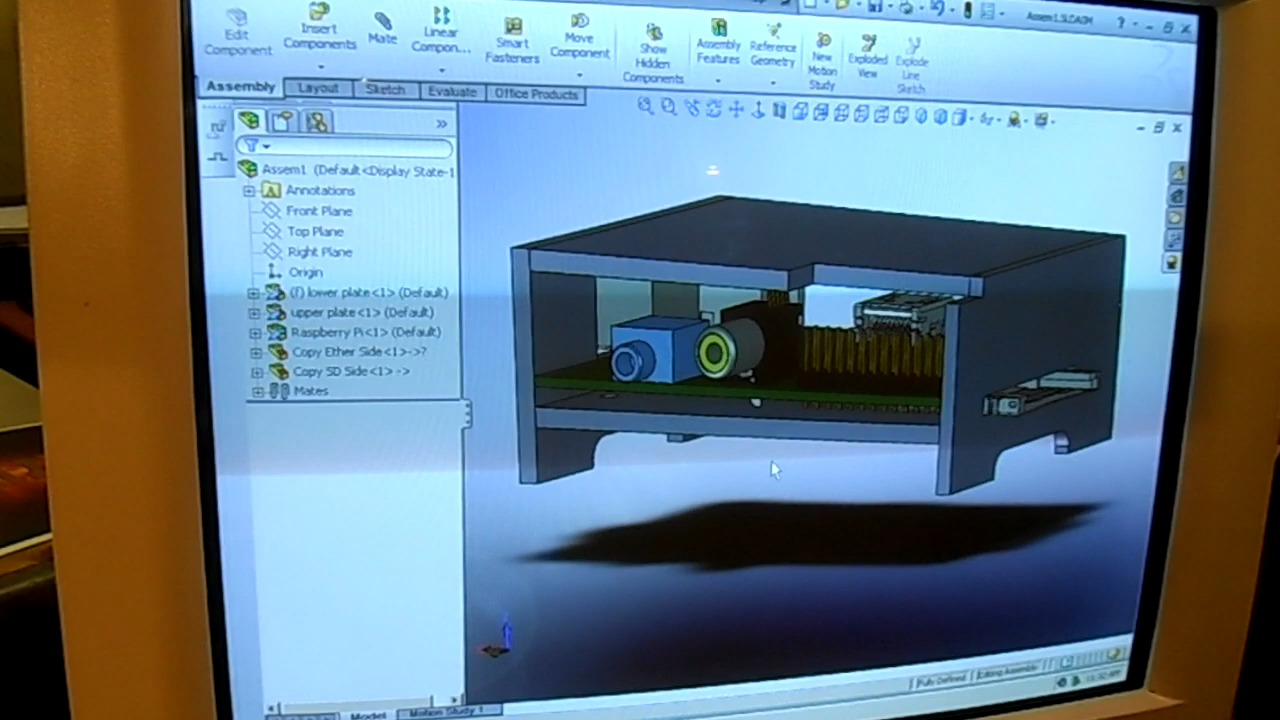 Assem1.SLDASM
Edit Component
Insert Components
Mate
Linear Compon...
Smart Fasteners
Move Component
Show Hidden Components
Assembly Features
Reference Geometry
New Motion Study
Exploded View
Explode Line Sketch
Assembly Layout Sketch Evaluate Office Products
Assem1 (Default<Display State-1
Annotations
Front Plane
Top Plane
Right Plane
Origin
(f) lower plate<1> (Default)
upper plate<1> (Default)
Raspberry Pi<1> (Default)
Copy Ether Side<1>->?
Copy SD Side<1> ->
Mates
Fully Defined Editing Assembly
Model Motion Study 1